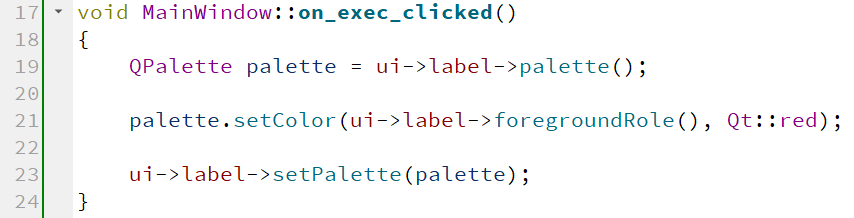 17 void MainWindow::on_exec_clicked()
18 {
19     QPalette palette = ui->label->palette();
20
21     palette.setColor(ui->label->foregroundRole(), Qt::red);
22
23     ui->label->setPalette(palette);
24 }